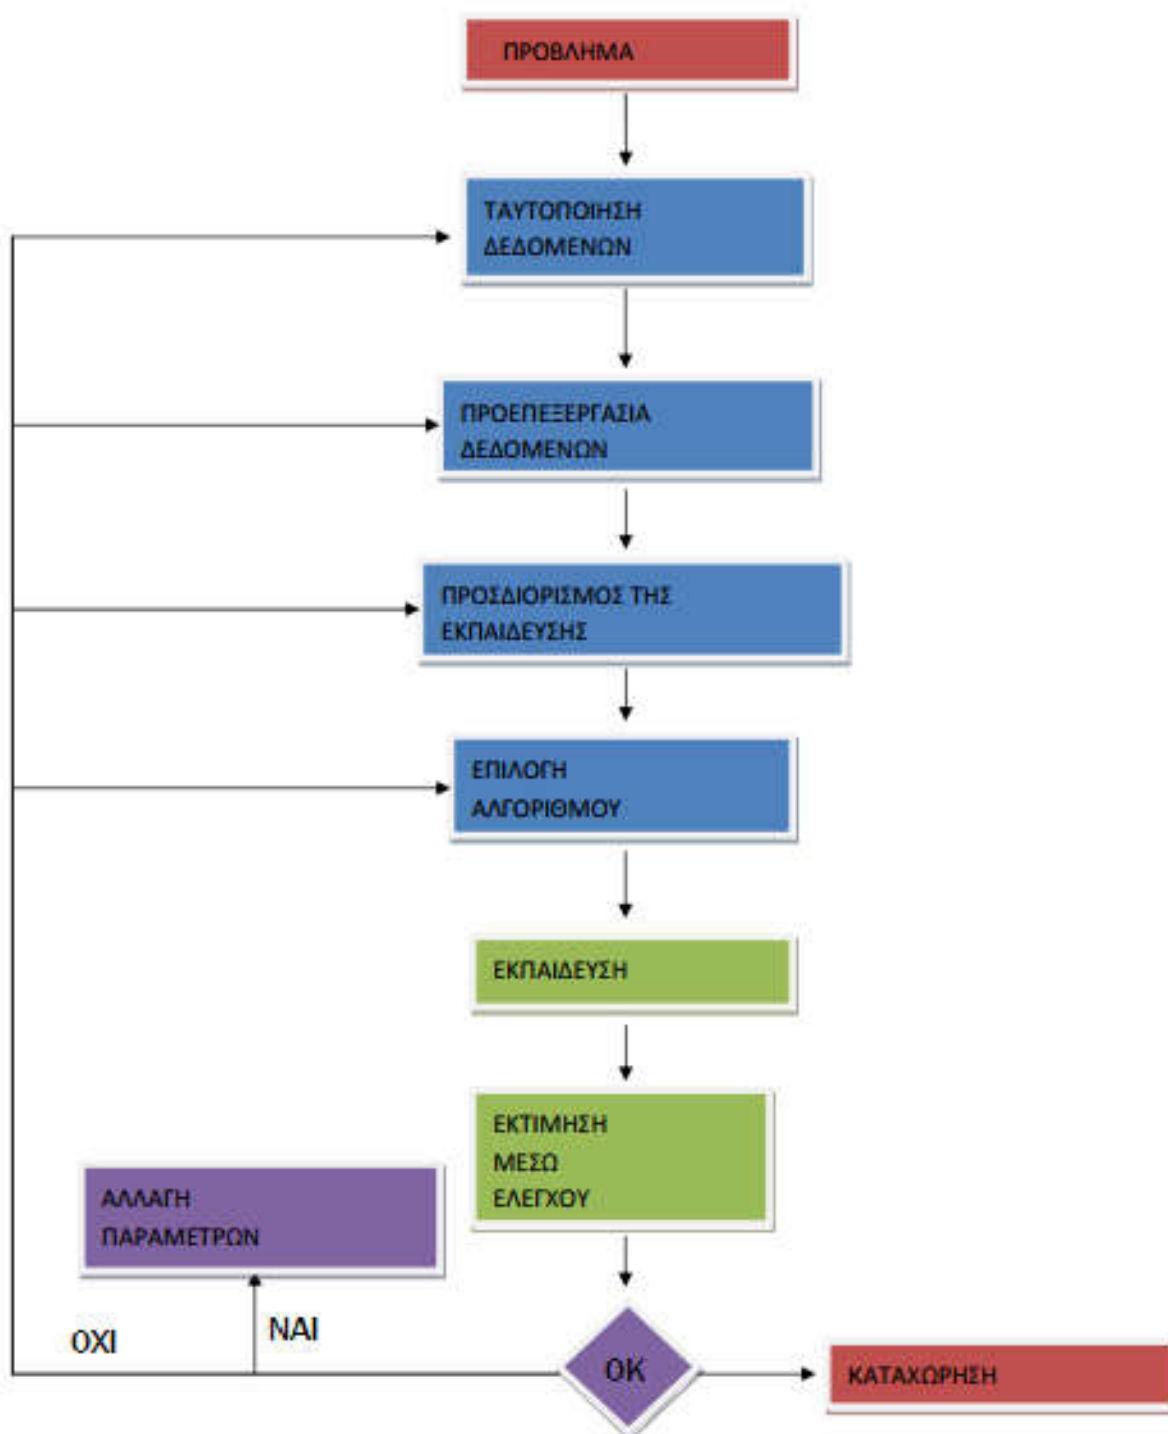 ΠΡΟΒΛΗΜΑ
ΤΑΥΤΟΠΟΙΗΣΗ
ΔΕΔΟΜΕΝΩΝ
ΠΡΟΕΠΕΞΕΡΓΑΣΙΑ
ΔΕΔΟΜΕΝΩΝ
ΠΡΟΣΔΙΟΡΙΣΜΟΣ ΤΗΣ
ΕΚΠΑΙΔΕΥΣΗΣ
ΕΠΙΛΟΓΗ
ΑΛΓΟΡΙΘΜΟΥ
ΕΚΠΑΙΔΕΥΣΗ
ΕΚΤΙΜΗΣΗ
ΜΕΣΩ
ΕΛΕΓΧΟΥ
ΑΛΛΑΓΗ
ΠΑΡΑΜΕΤΡΩΝ
ΟΧΙ
ΝΑΙ
ΟΚ
ΚΑΤΑΧΩΡΗΣΗ